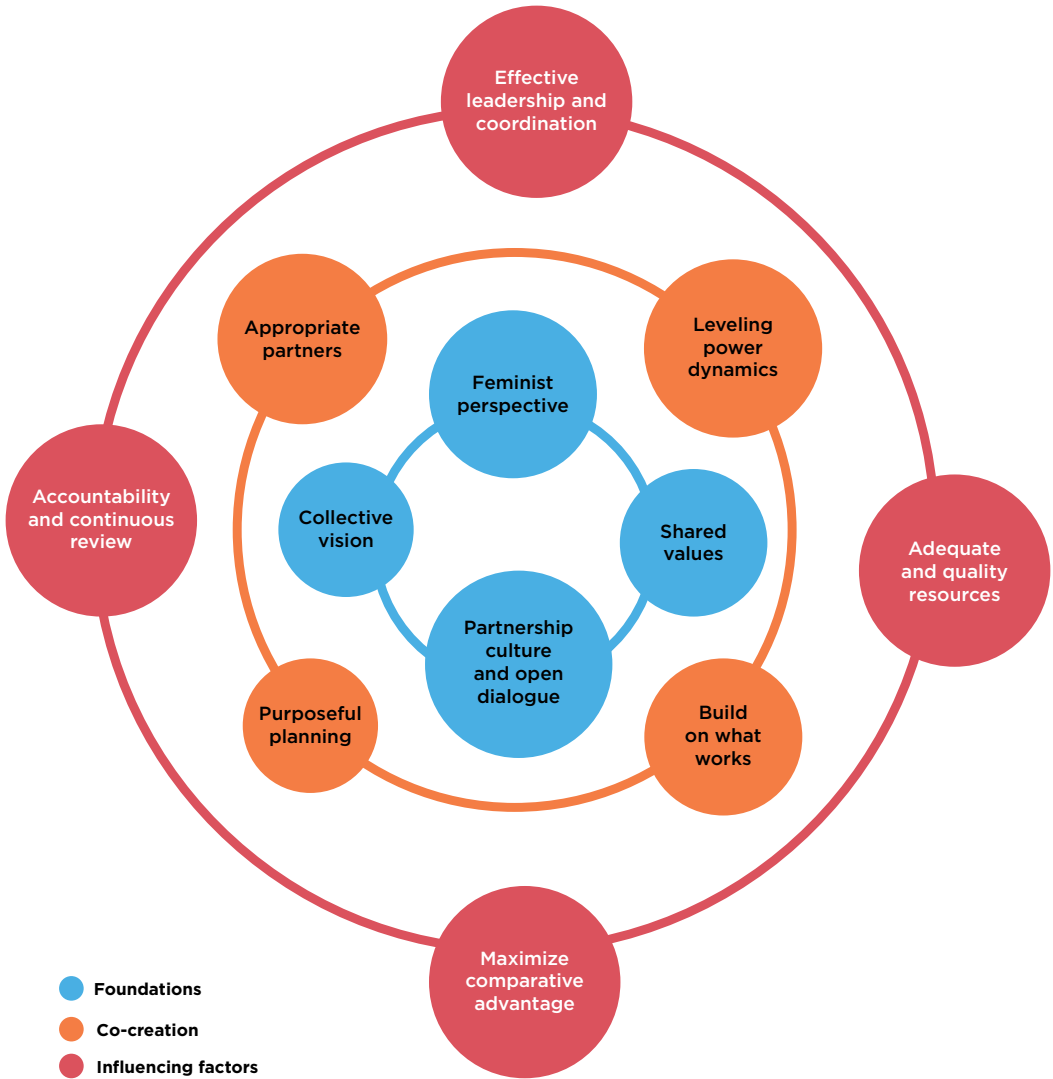 Effective
leadership and
coordination
Appropriate
partners
Leveling
power
dynamics
Feminist
perspective
Accountability
and continuous
review
Collective
vision
Shared
values
Adequate
and quality
resources
Partnership
culture
and open
dialogue
Purposeful
planning
Build
on what
works
Maximize
comparative
advantage
Foundations
Co-creation
Influencing factors